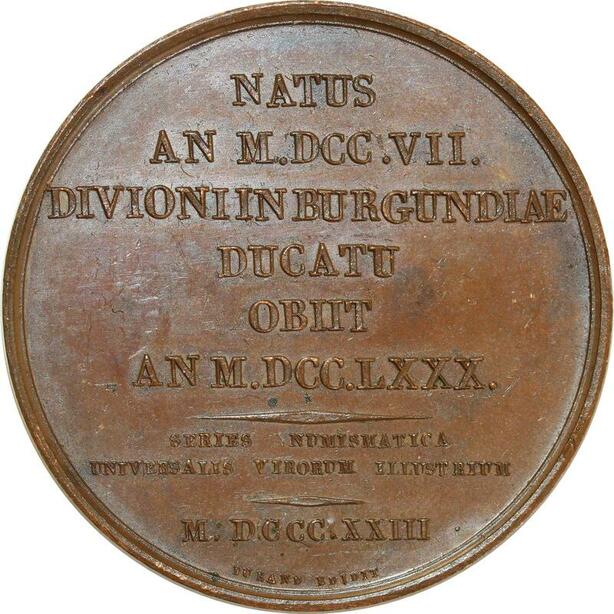 NATUS
AN M.DCC.VII.
DIVIONI IN BURGUNDIAE
DUCATU
OBIIT
AN M.DCC.LXXX.
SERIES NUMISMATICA
UNIVERSALIS VIRORUM ILLUSTRIUM
M.DCCC.XXIII
DURAND EDIDIT